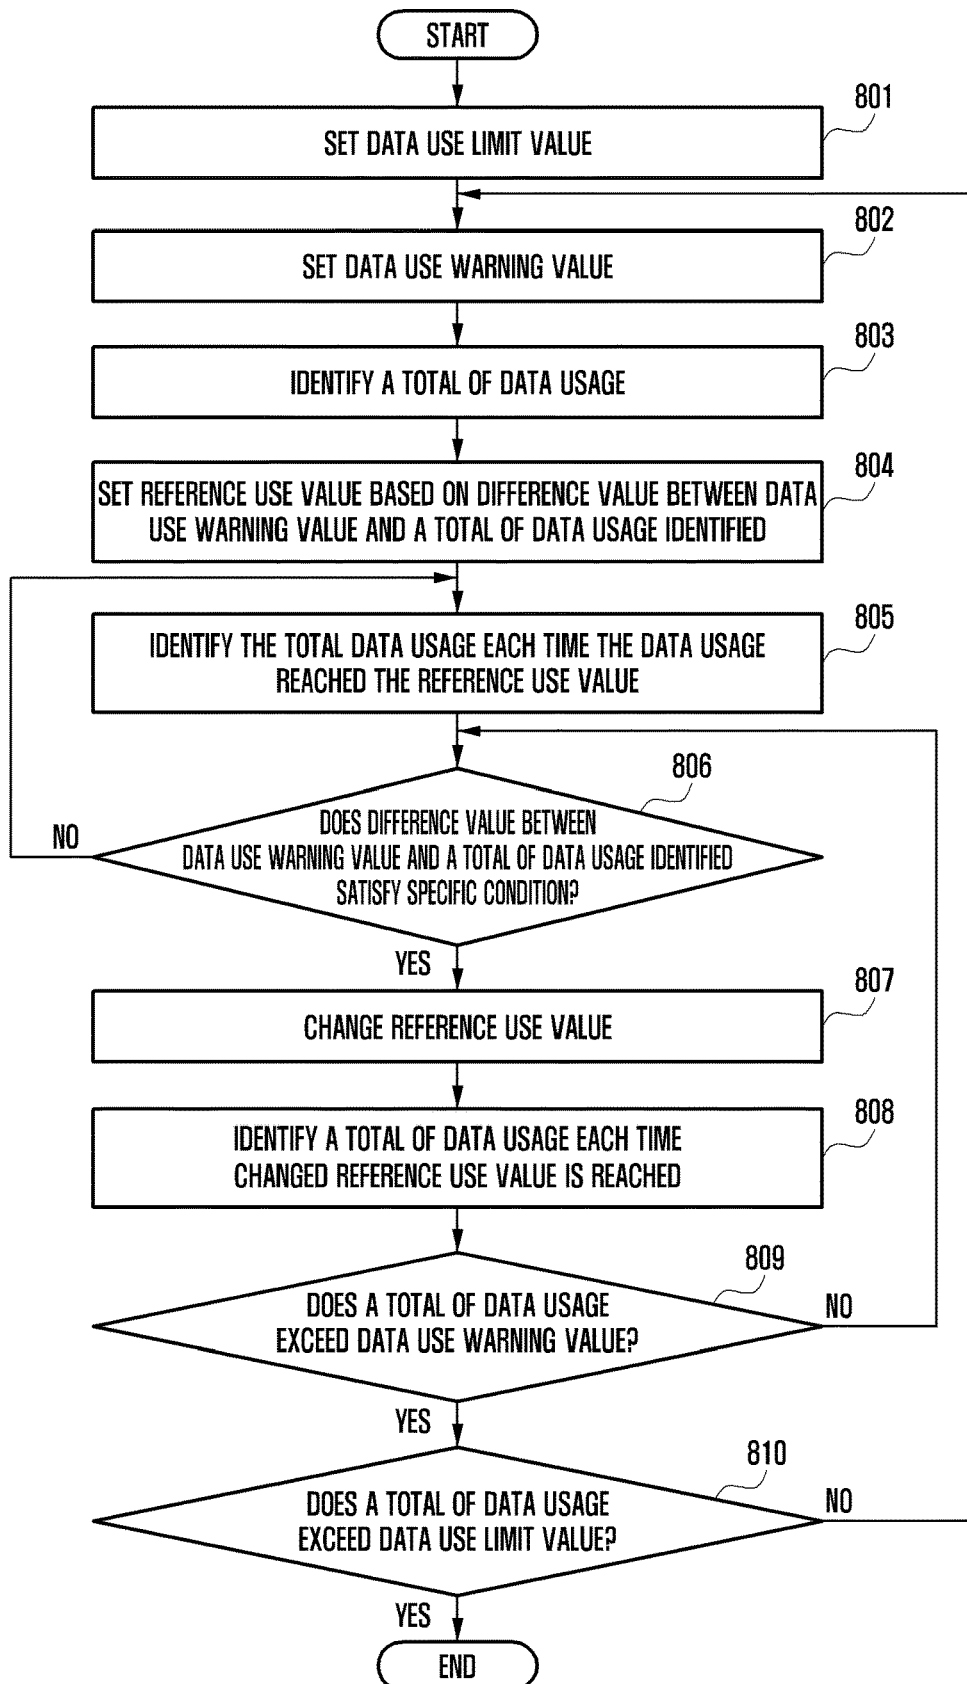 START
801
SET DATA USE LIMIT VALUE
802
SET DATA USE WARNING VALUE
803
IDENTIFY A TOTAL OF DATA USAGE
804
SET REFERENCE USE VALUE BASED ON DIFFERENCE VALUE BETWEEN DATA
USE WARNING VALUE AND A TOTAL OF DATA USAGE IDENTIFIED
805
IDENTIFY THE TOTAL DATA USAGE EACH TIME THE DATA USAGE
REACHED THE REFERENCE USE VALUE
806
DOES DIFFERENCE VALUE BETWEEN
DATA USE WARNING VALUE AND A TOTAL OF DATA USAGE IDENTIFIED
SATISFY SPECIFIC CONDITION?
NO
YES
807
CHANGE REFERENCE USE VALUE
808
IDENTIFY A TOTAL OF DATA USAGE EACH TIME
CHANGED REFERENCE USE VALUE IS REACHED
809
DOES A TOTAL OF DATA USAGE
EXCEED DATA USE WARNING VALUE?
NO
YES
810
DOES A TOTAL OF DATA USAGE
EXCEED DATA USE LIMIT VALUE?
NO
YES
END